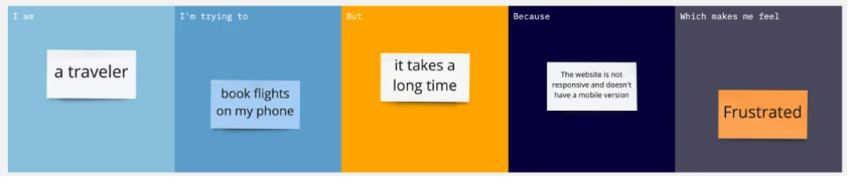 I am
a traveler
I'm trying to
book flights
on my phone
But
it takes a
long time
Because
The website is not
responsive and doesn't
have a mobile version
Which makes me feel
Frustrated